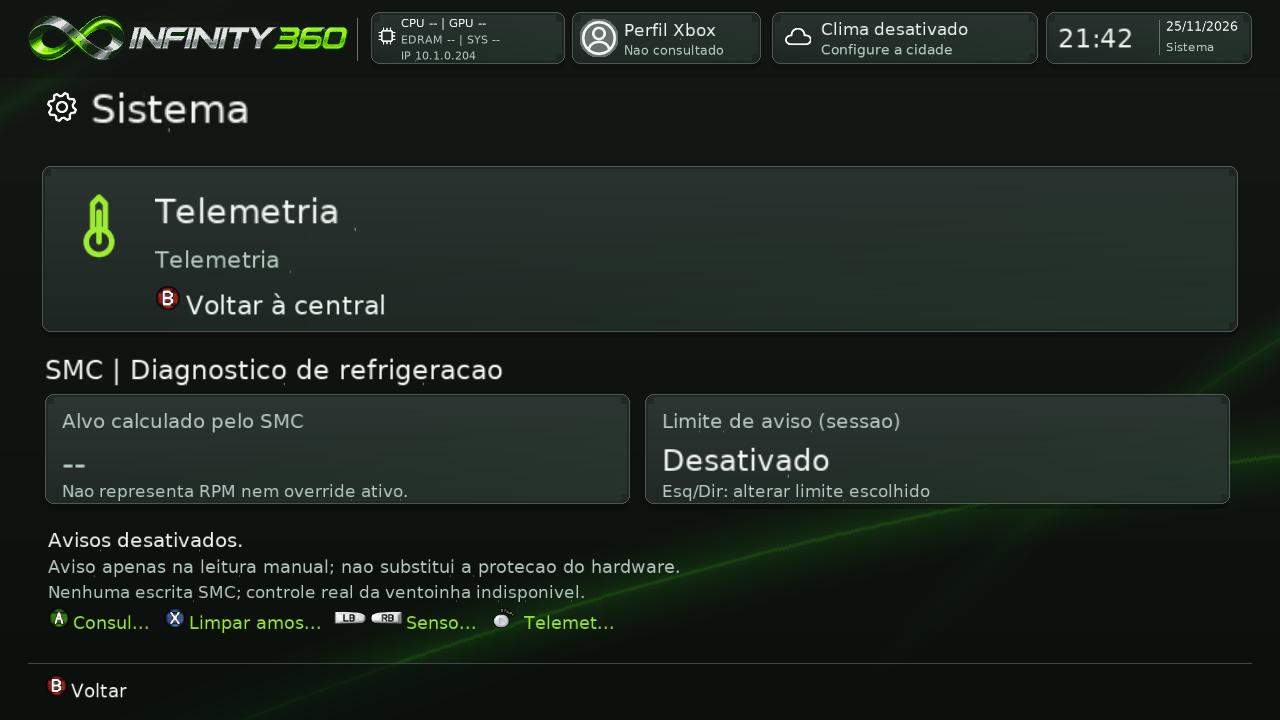 INFINITY 360
CPU -- | GPU --
EDRAM -- | SYS --
IP 10.1.0.204
Perfil Xbox
Nao consultado
Clima desativado
Configure a cidade
21:42
25/11/2026
Sistema
Sistema
Telemetria
Telemetria
B Voltar à central
SMC | Diagnostico de refrigeracao
Alvo calculado pelo SMC
--
Nao representa RPM nem override ativo.
Limite de aviso (sessao)
Desativado
Esq/Dir: alterar limite escolhido
Avisos desativados.
Aviso apenas na leitura manual; nao substitui a protecao do hardware.
Nenhuma escrita SMC; controle real da ventoinha indisponivel.
A Consul... X Limpar amos... LB RB Senso... Telemet...
B Voltar